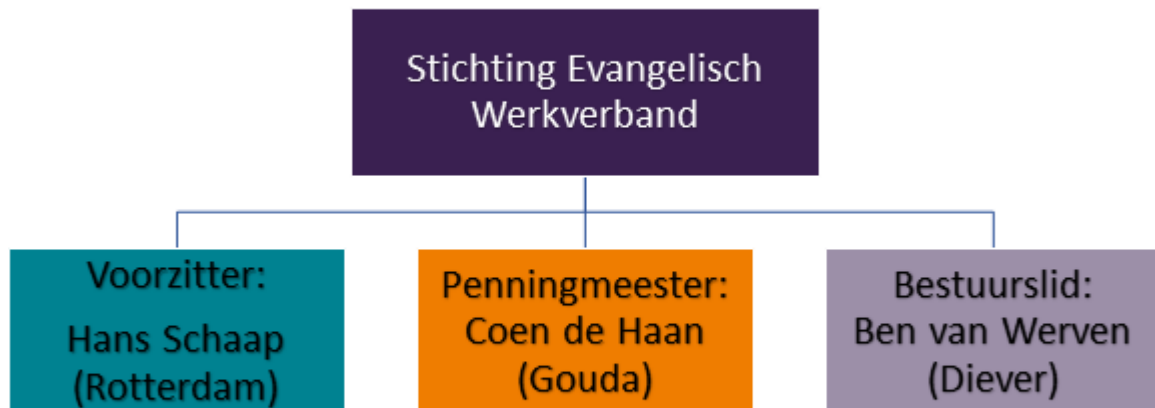 Stichting Evangelisch
Werkverband
Voorzitter:
Hans Schaap
(Rotterdam)
Penningmeester:
Coen de Haan
(Gouda)
Bestuurslid:
Ben van Werven
(Diever)